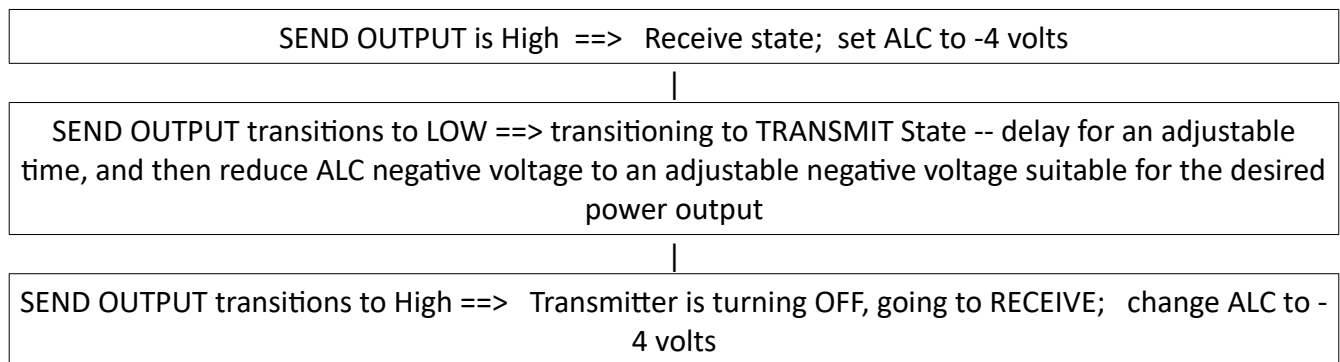 SEND OUTPUT is High ==> Receive state; set ALC to -4 volts
|
SEND OUTPUT transitions to LOW ==> transitioning to TRANSMIT State -- delay for an adjustable
time, and then reduce ALC negative voltage to an adjustable negative voltage suitable for the desired
power output
|
SEND OUTPUT transitions to High ==> Transmitter is turning OFF, going to RECEIVE; change ALC to -
4 volts